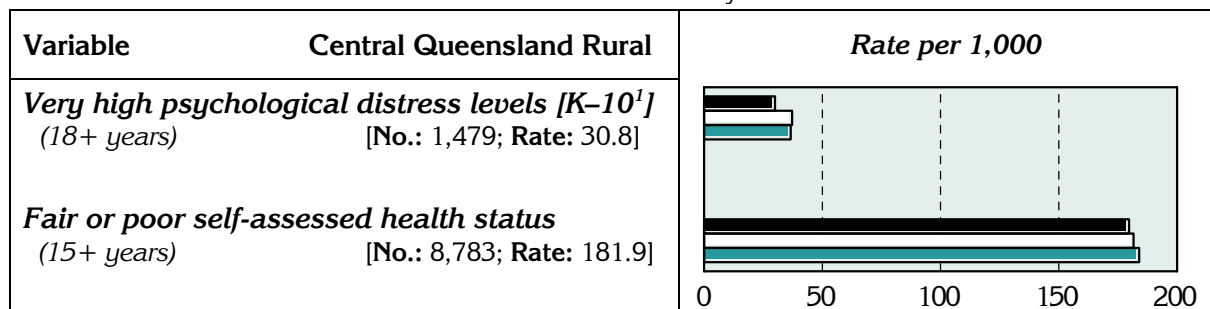 Variable Central Queensland Rural Rate per 1,000
Very high psychological distress levels [K–10¹]
(18+ years) [No.: 1,479; Rate: 30.8]
Fair or poor self-assessed health status
(15+ years) [No.: 8,783; Rate: 181.9]
0 50 100 150 200